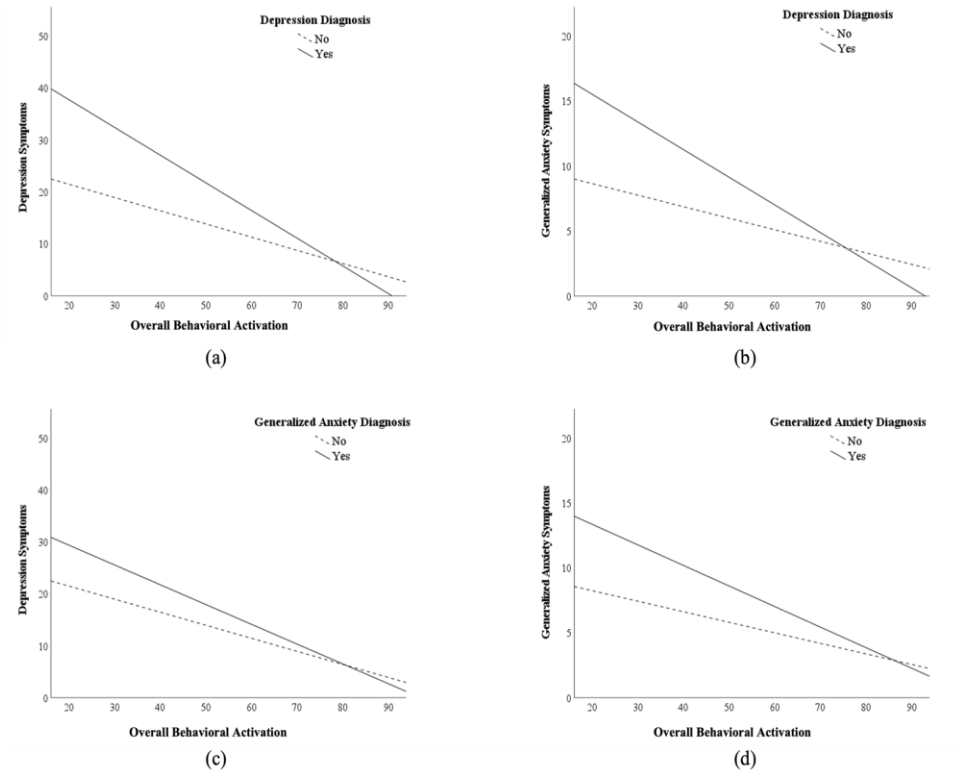 Depression Diagnosis
No
Yes
50
40
30
20
10
0
Depression Symptoms
20 30 40 50 60 70 80 90
Overall Behavioral Activation
(a)
Depression Diagnosis
No
Yes
20
15
10
5
0
Generalized Anxiety Symptoms
20 30 40 50 60 70 80 90
Overall Behavioral Activation
(b)
Generalized Anxiety Diagnosis
No
Yes
50
40
30
20
10
0
Depression Symptoms
20 30 40 50 60 70 80 90
Overall Behavioral Activation
(c)
Generalized Anxiety Diagnosis
No
Yes
20
15
10
5
0
Generalized Anxiety Symptoms
20 30 40 50 60 70 80 90
Overall Behavioral Activation
(d)